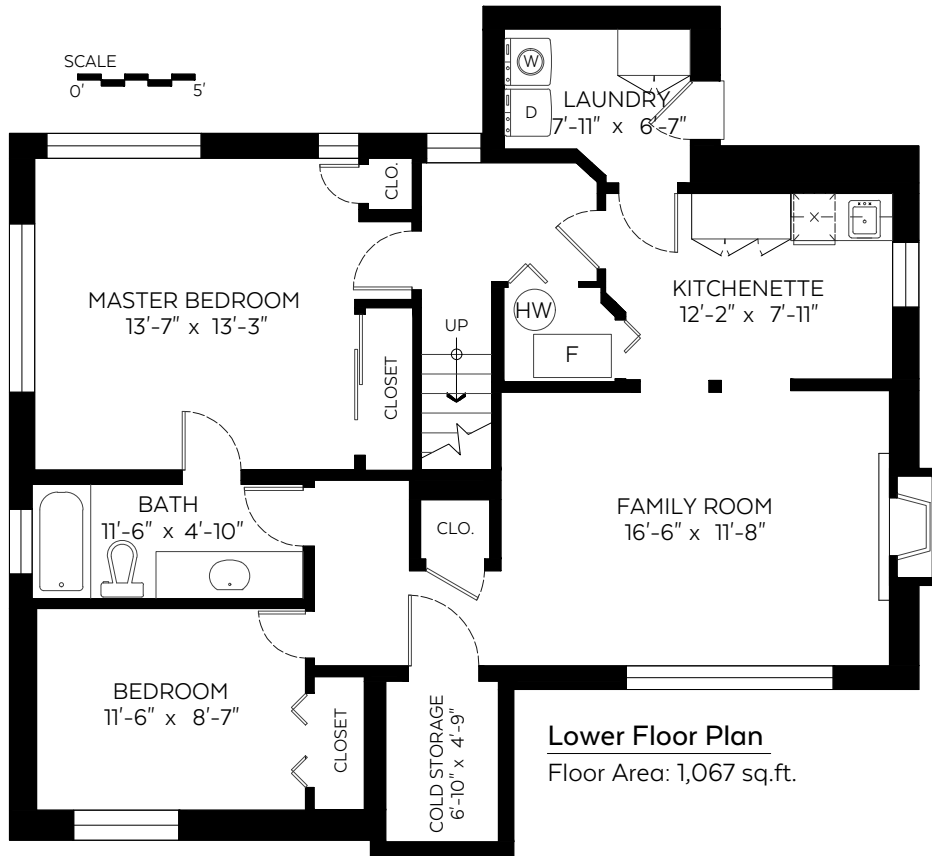 SCALE
0' 5'
W
D
LAUNDRY
7'-11" x 6'-7"
CLO.
MASTER BEDROOM
13'-7" x 13'-3"
CLOSET
UP
HW
F
KITCHENETTE
12'-2" x 7'-11"
BATH
11'-6" x 4'-10"
CLO.
FAMILY ROOM
16'-6" x 11'-8"
BEDROOM
11'-6" x 8'-7"
CLOSET
COLD STORAGE
6'-10" x 4'-9"
Lower Floor Plan
Floor Area: 1,067 sq.ft.